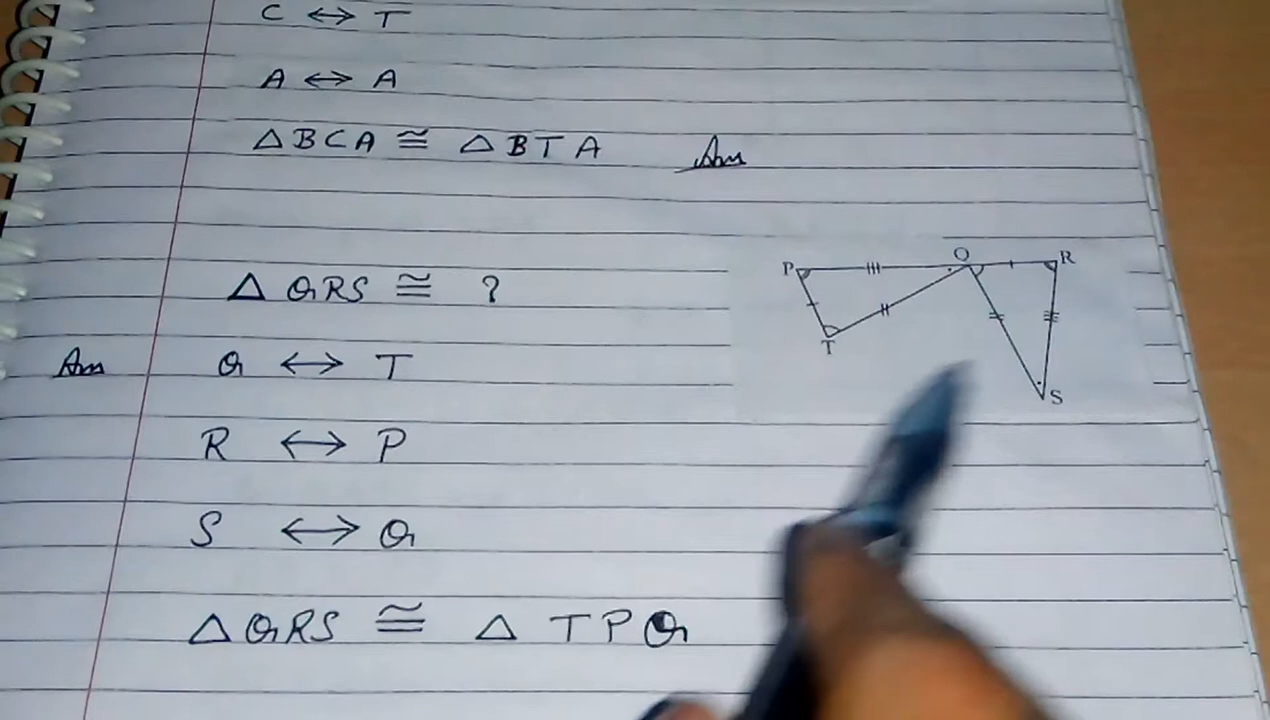 C ↔ T
A ↔ A
△BCA ≅ △BTA Ans
△QRS ≅ ?
P Q R
T
S
Ans Q ↔ T
R ↔ P
S ↔ Q
△QRS ≅ △TPQ